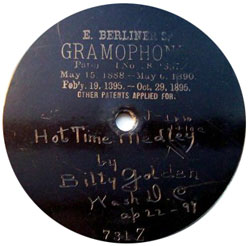 E. BERLINER'S
GRAMOPHONE
May 15. 1888 – May 6. 1890.
Feb'y. 19. 1895. – Oct. 29. 1895.
OTHER PATENTS APPLIED FOR.
Hot Time Medley
by
Billy Golden
Wash D. C
ap 22 - 97
731Z